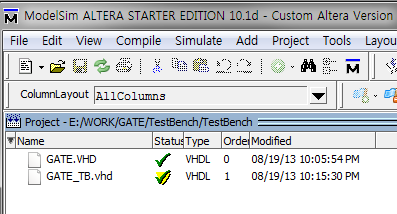 ModelSim ALTERA STARTER EDITION 10.1d - Custom Altera Version
File Edit View Compile Simulate Add Project Tools Layou
ColumnLayout AllColumns
Project - E:/WORK/GATE/TestBench/TestBench
Name Status Type Order Modified
GATE.VHD VHDL 0 08/19/13 10:05:54 PM
GATE_TB.vhd VHDL 1 08/19/13 10:15:30 PM